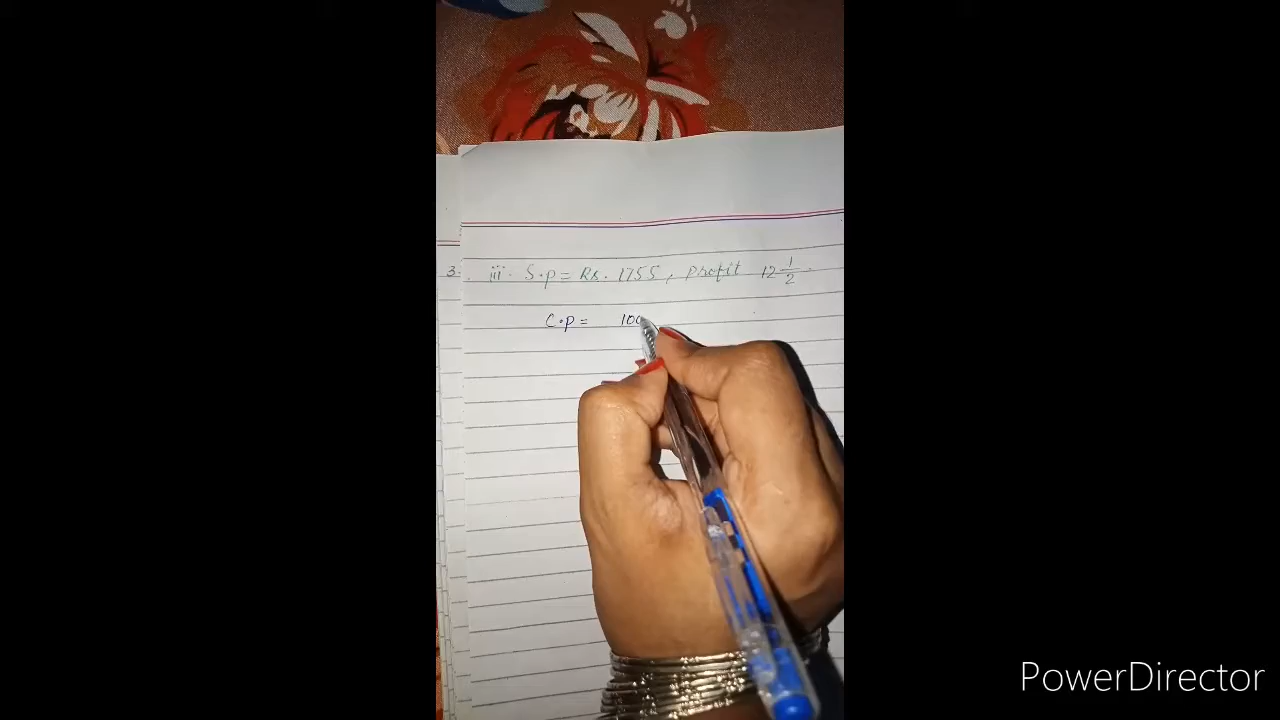 3. iii. S.p = Rs. 1755, profit 12 1/2.
C.p = 100
PowerDirector